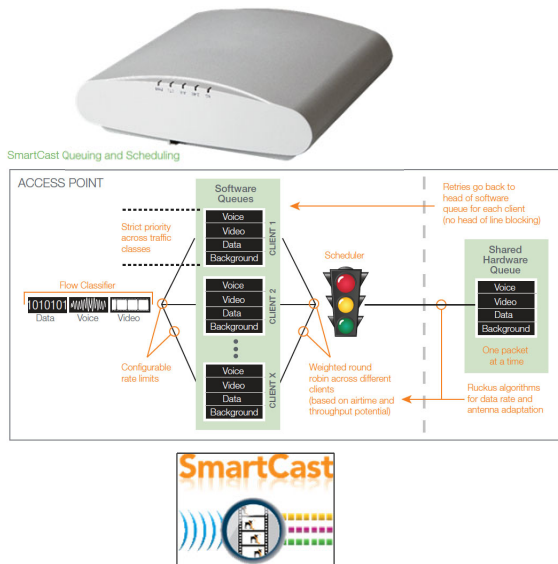 SmartCast Queuing and Scheduling
ACCESS POINT
Software
Queues
Strict priority
across traffic
classes
Voice
Video
Data
Background
CLIENT 1
Retries go back to
head of software
queue for each client
(no head of line blocking)
Flow Classifier
1010101
Data
Voice
Video
Voice
Video
Data
Background
CLIENT 2
Scheduler
Shared
Hardware
Queue
Voice
Video
Data
Background
One packet
at a time
Configurable
rate limits
Voice
Video
Data
Background
CLIENT X
Weighted round
robin across different
clients
(based on airtime and
throughput potential)
Ruckus algorithms
for data rate and
antenna adaptation
SmartCast